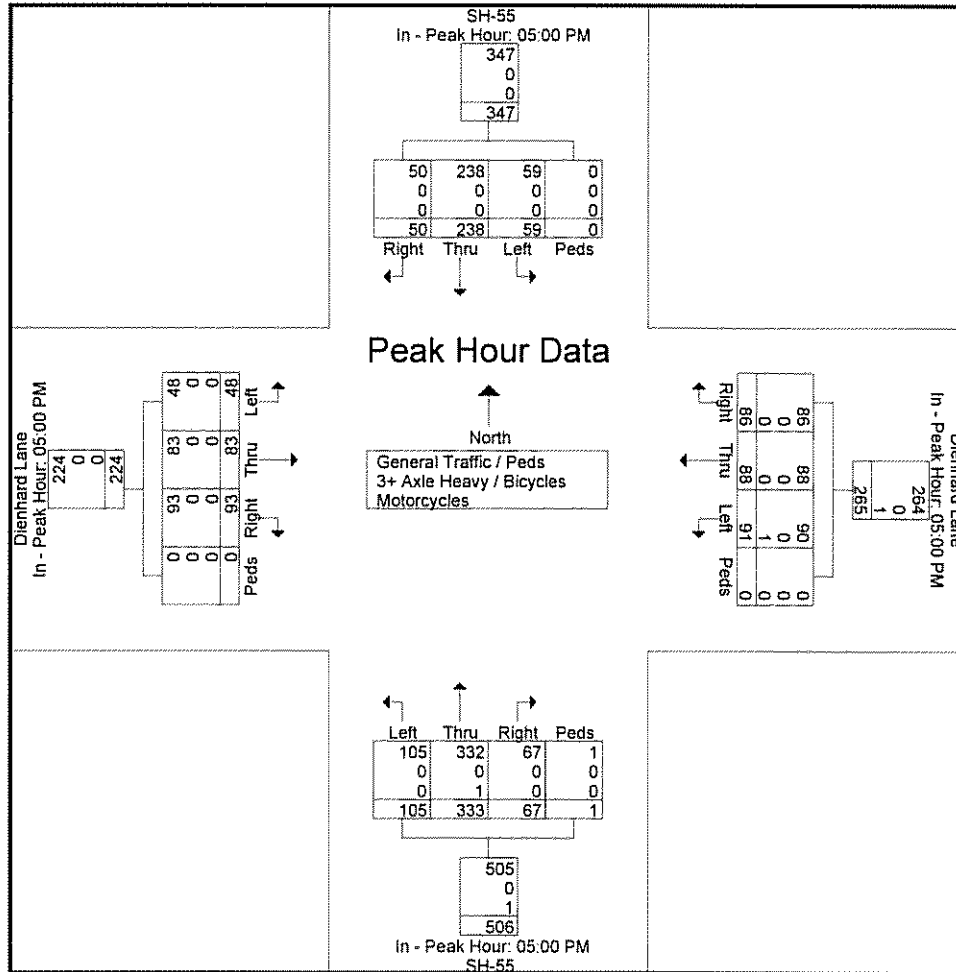 SH-55
In - Peak Hour: 05:00 PM
347
0
0
347
50 238 59 0
0 0 0 0
0 0 0 0
50 238 59 0
Right Thru Left Peds
Peak Hour Data
North
General Traffic / Peds
3+ Axle Heavy / Bicycles
Motorcycles
Dienhard Lane
In - Peak Hour: 05:00 PM
224
0
0
224
48 0 0 48
83 0 0 83
93 0 0 93
0 0 0 0
Left Thru Right Peds
Dienhard Lane
In - Peak Hour: 05:00 PM
264
0
1
265
86 0 0 86
88 0 0 88
90 0 1 91
0 0 0 0
Right Thru Left Peds
Left Thru Right Peds
105 332 67 1
0 0 0 0
0 1 0 0
105 333 67 1
505
0
1
506
In - Peak Hour: 05:00 PM
SH-55